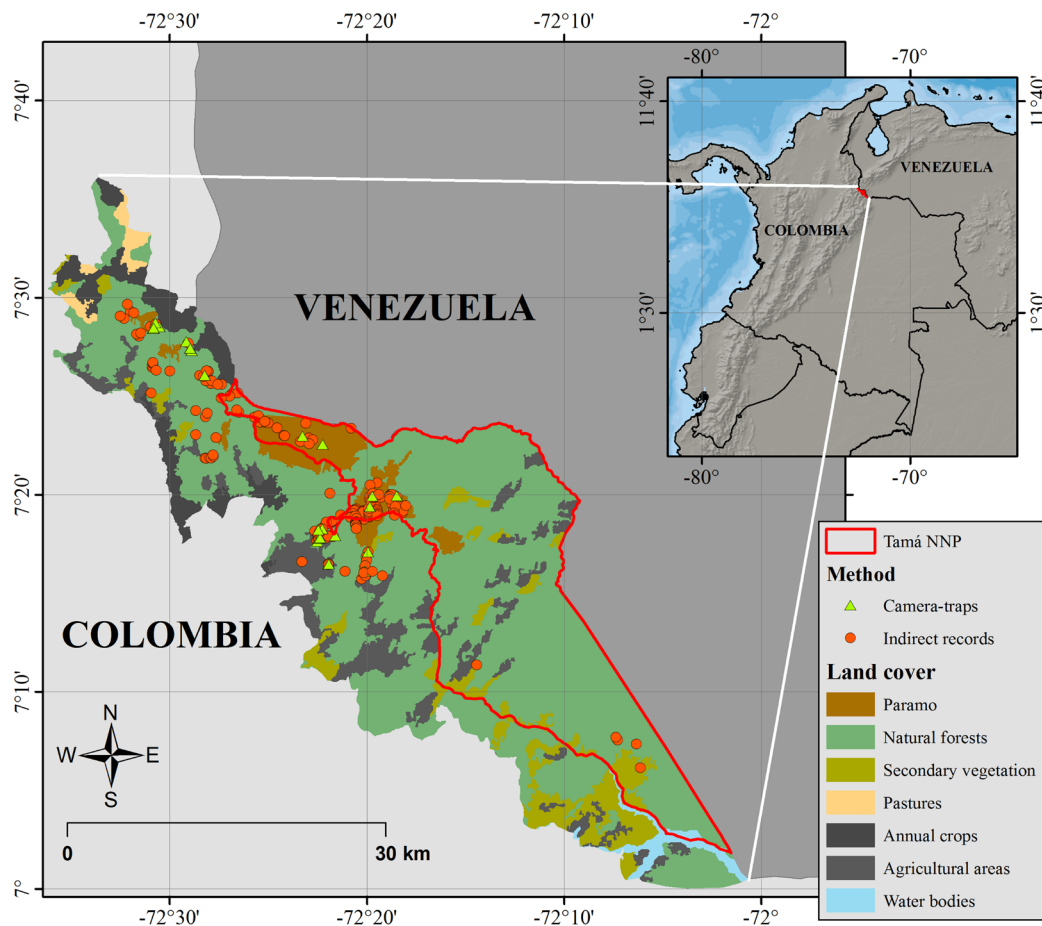 -72°30' -72°20' -72°10' -72°
-80° -70°
7°40' 11°40' 11°40'
VENEZUELA
COLOMBIA
7°30' VENEZUELA 1°30' 1°30'
-80° -70°
7°20'
Tamá NNP
Method
Camera-traps
COLOMBIA
Indirect records
Land cover
7°10'
Paramo
N
Natural forests
W E
S
Secondary vegetation
Pastures
Annual crops
0 30 km
Agricultural areas
7°
Water bodies
-72°30' -72°20' -72°10' -72°